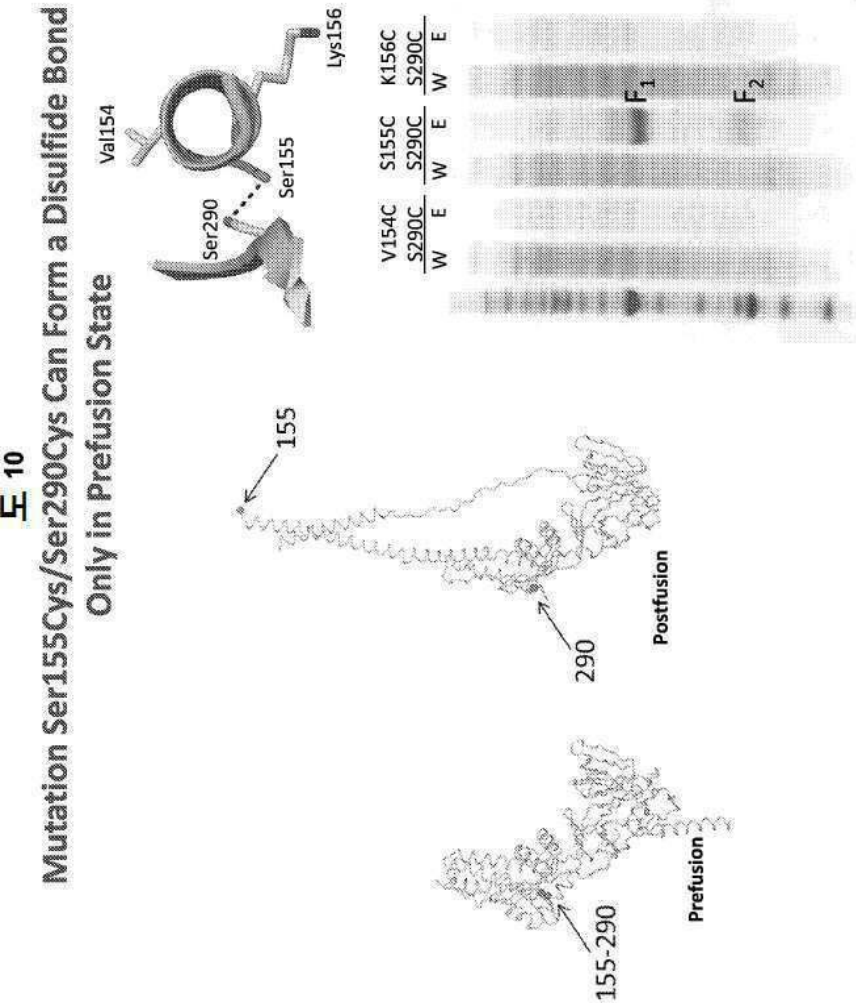 도 10
Mutation Ser155Cys/Ser290Cys Can Form a Disulfide Bond
Only in Prefusion State
155-290
Prefusion
155
290
Postfusion
Val154
Ser290
Ser155
Lys156
V154C S155C K156C
S290C S290C S290C
W E W E W E
F1
F2